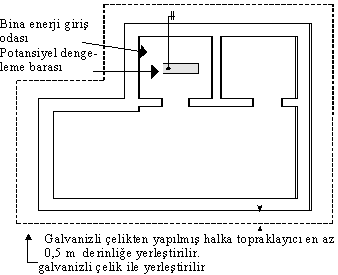 Bina enerji giriş
odası
Potansiyel denge-
leme barası
Galvanizli çelikten yapılmış halka topraklayıcı en az
0,5 m derinliğe yerleştirilir.
galvanizli çelik ile yerleştirilir